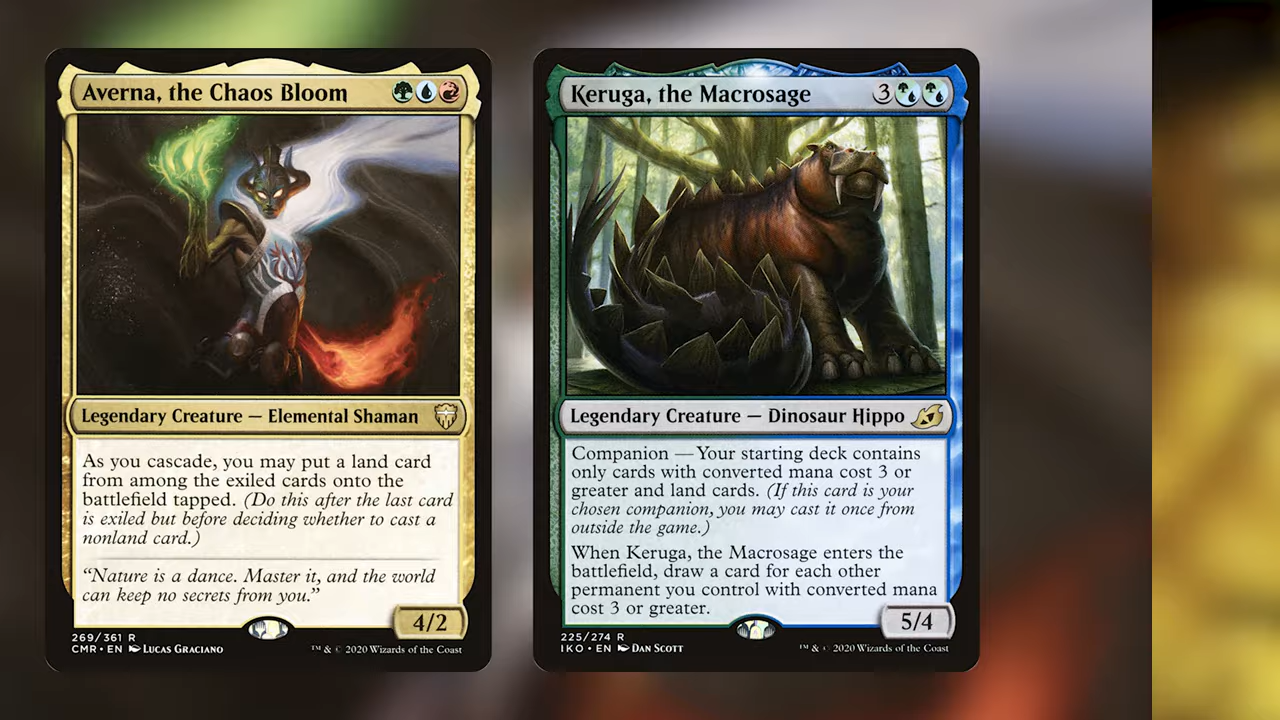 Averna, the Chaos Bloom
Legendary Creature — Elemental Shaman
As you cascade, you may put a land card
from among the exiled cards onto the
battlefield tapped. (Do this after the last card
is exiled but before deciding whether to cast a
nonland card.)
“Nature is a dance. Master it, and the world
can keep no secrets from you.”
4/2
269/361 R
CMR • EN Lucas Graciano
™ & © 2020 Wizards of the Coast
Keruga, the Macrosage
3
Legendary Creature — Dinosaur Hippo
Companion — Your starting deck contains
only cards with converted mana cost 3 or
greater and land cards. (If this card is your
chosen companion, you may cast it once from
outside the game.)
When Keruga, the Macrosage enters the
battlefield, draw a card for each other
permanent you control with converted mana
cost 3 or greater.
5/4
225/274 R
IKO • EN Dan Scott
™ & © 2020 Wizards of the Coast